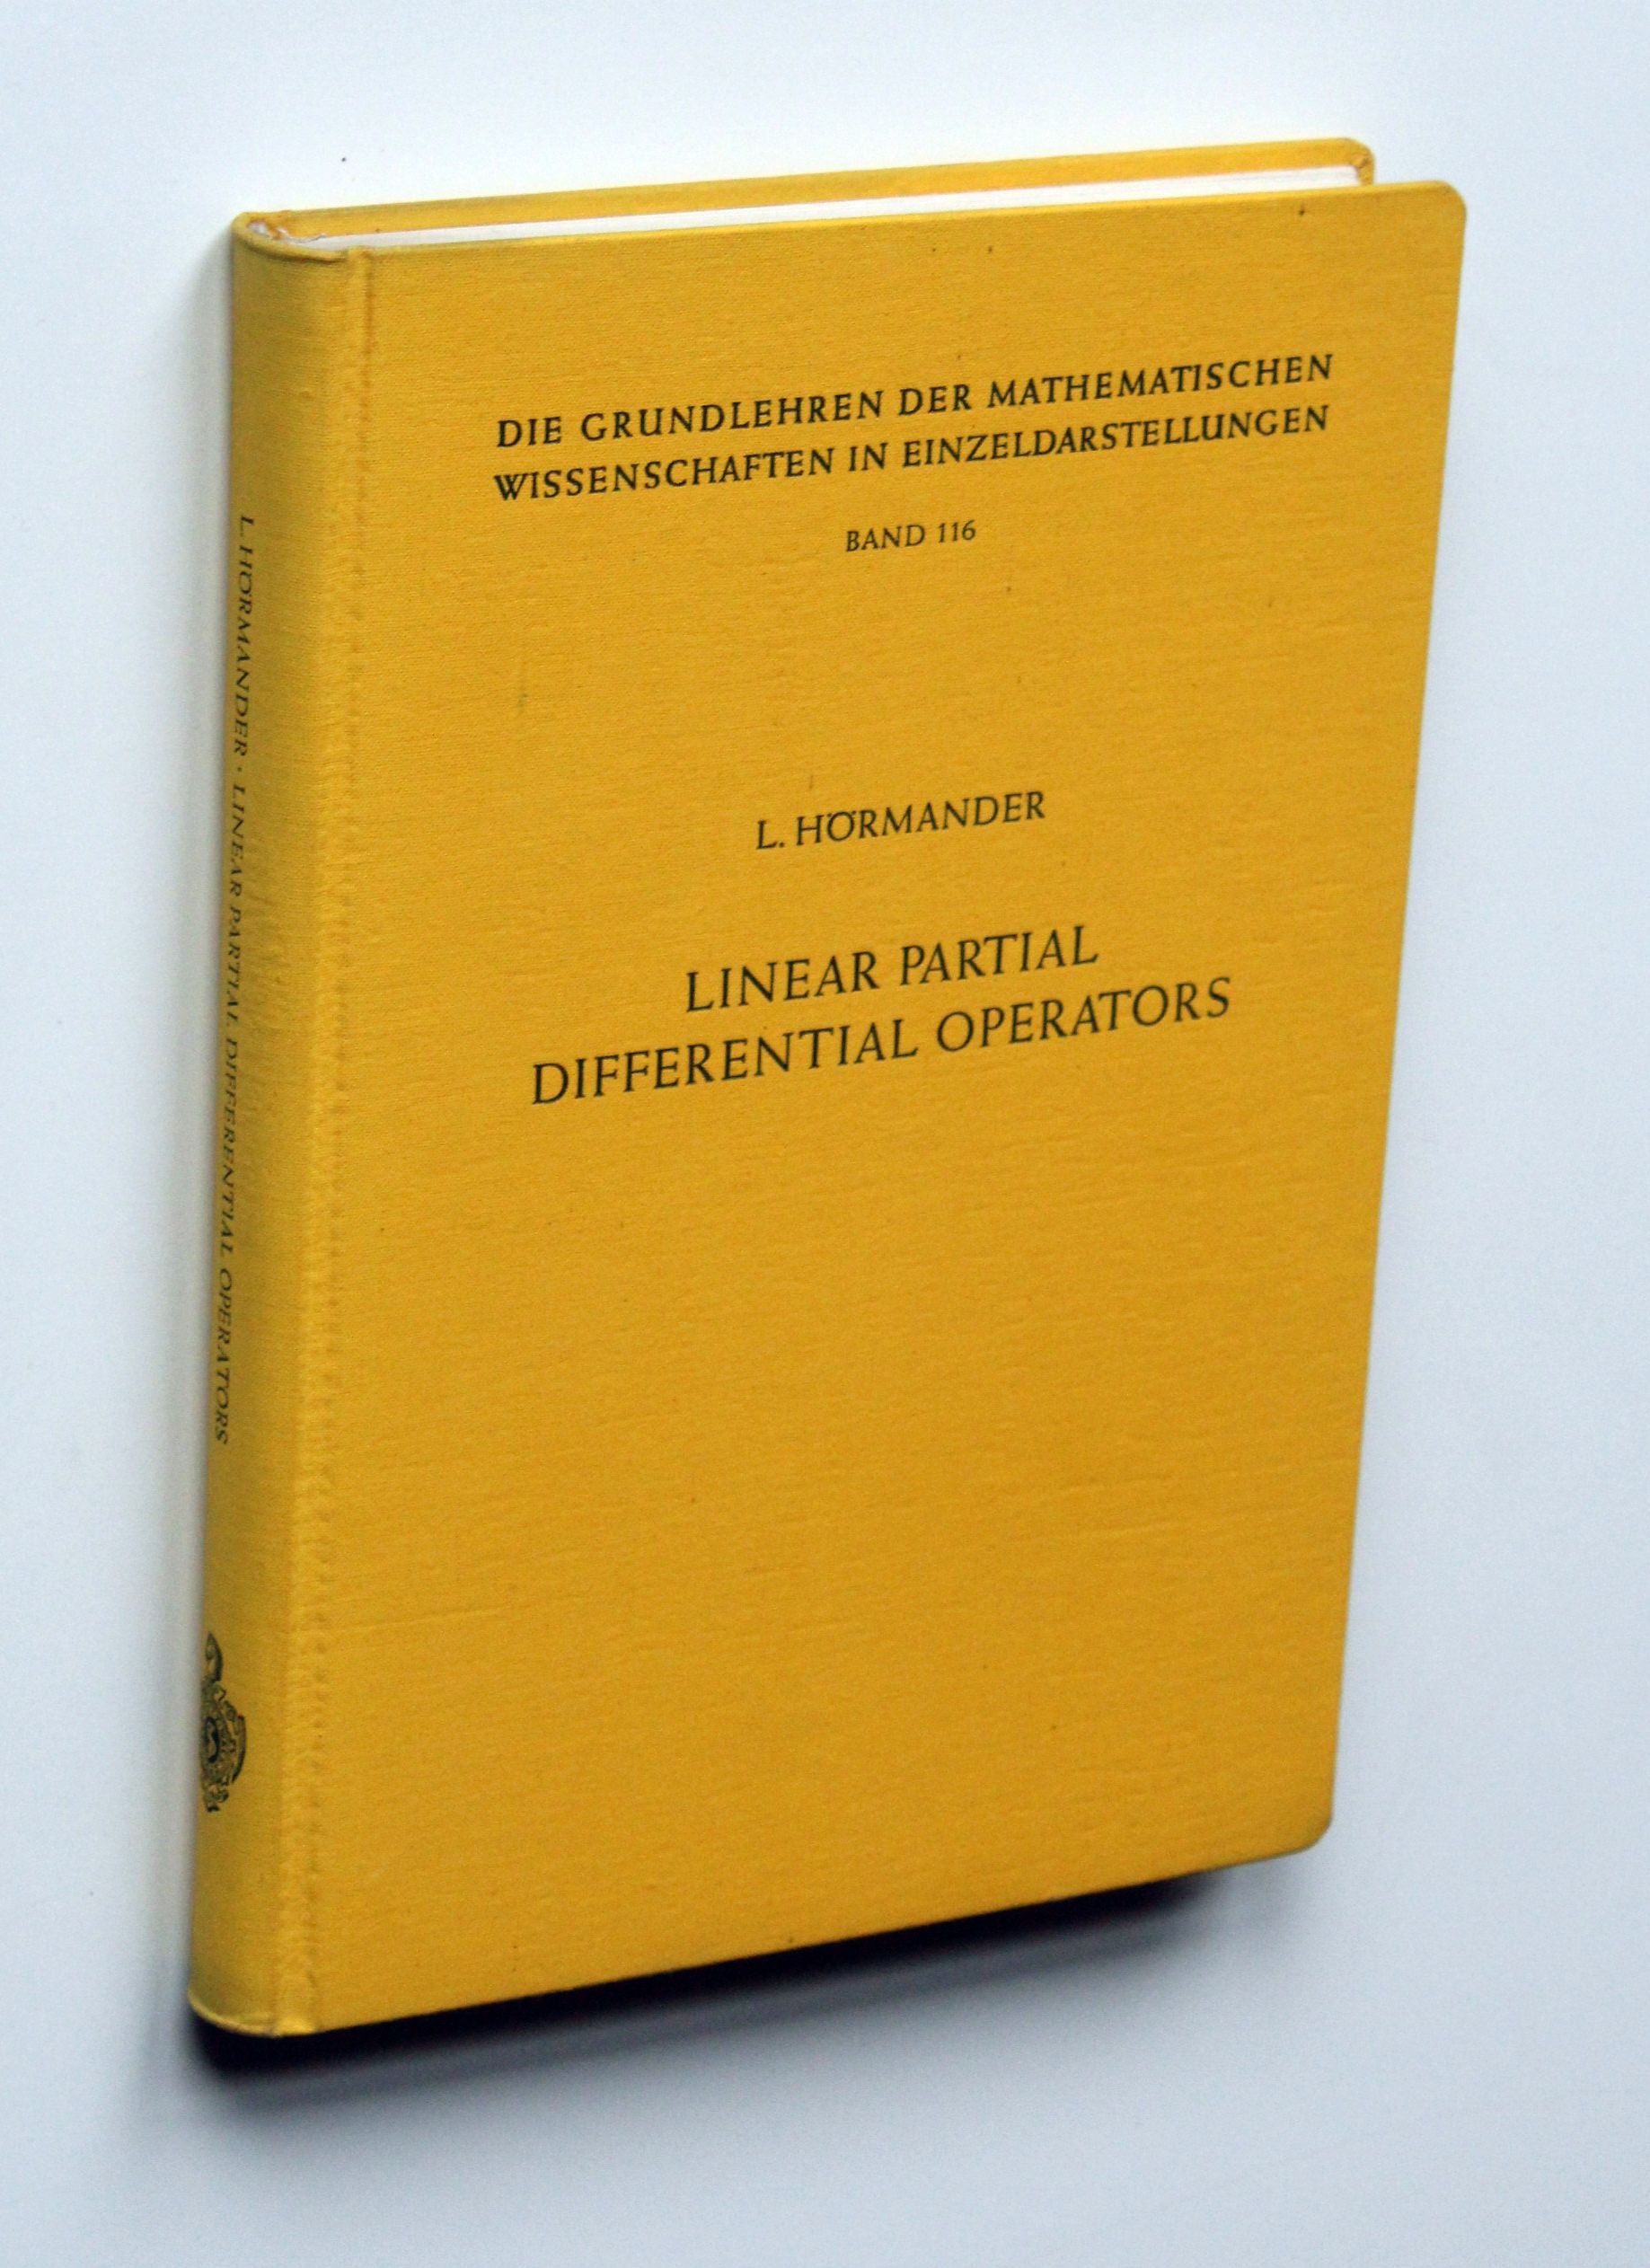 DIE GRUNDLEHREN DER MATHEMATISCHEN
WISSENSCHAFTEN IN EINZELDARSTELLUNGEN
BAND 116
L. HÖRMANDER
LINEAR PARTIAL
DIFFERENTIAL OPERATORS
L. HÖRMANDER · LINEAR PARTIAL DIFFERENTIAL OPERATORS
S